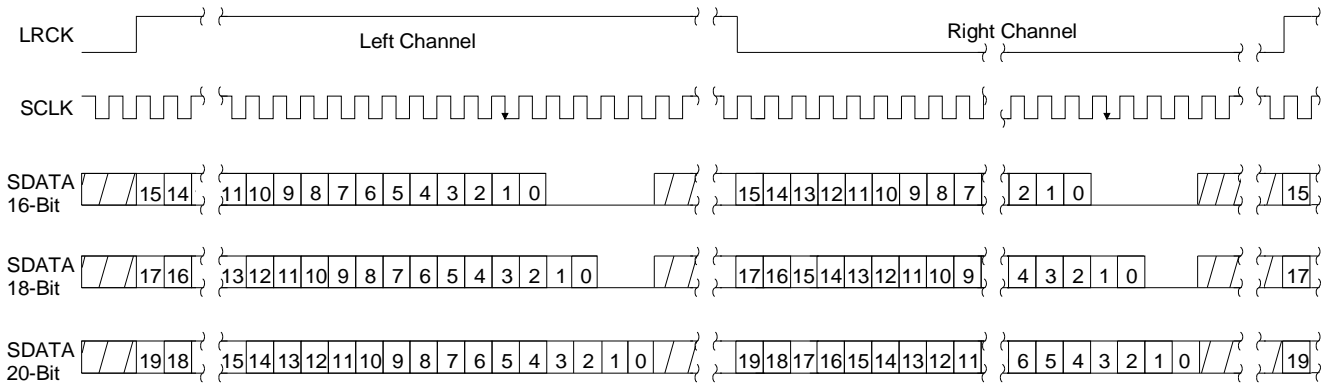 LRCK Left Channel Right Channel
SCLK
SDATA 16-Bit 15 14 11 10 9 8 7 6 5 4 3 2 1 0 15 14 13 12 11 10 9 8 7 2 1 0 15
SDATA 18-Bit 17 16 13 12 11 10 9 8 7 6 5 4 3 2 1 0 17 16 15 14 13 12 11 10 9 4 3 2 1 0 17
SDATA 20-Bit 19 18 15 14 13 12 11 10 9 8 7 6 5 4 3 2 1 0 19 18 17 16 15 14 13 12 11 6 5 4 3 2 1 0 19